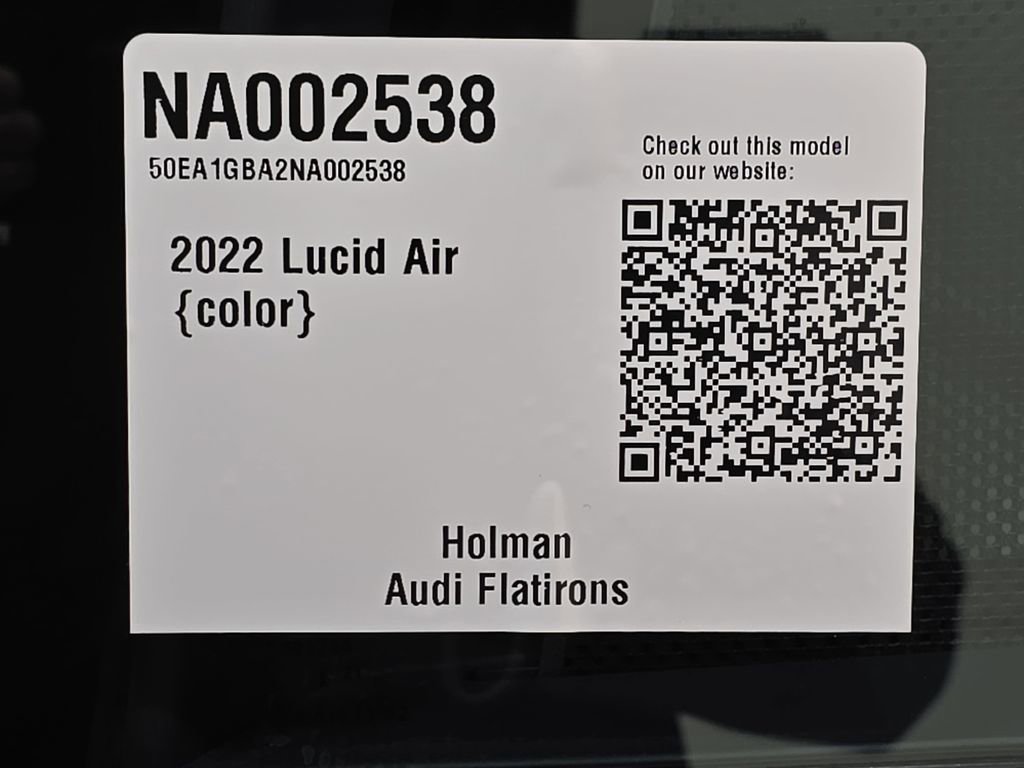 NA002538
50EA1GBA2NA002538
Check out this model
on our website:
2022 Lucid Air
{color}
Holman
Audi Flatirons